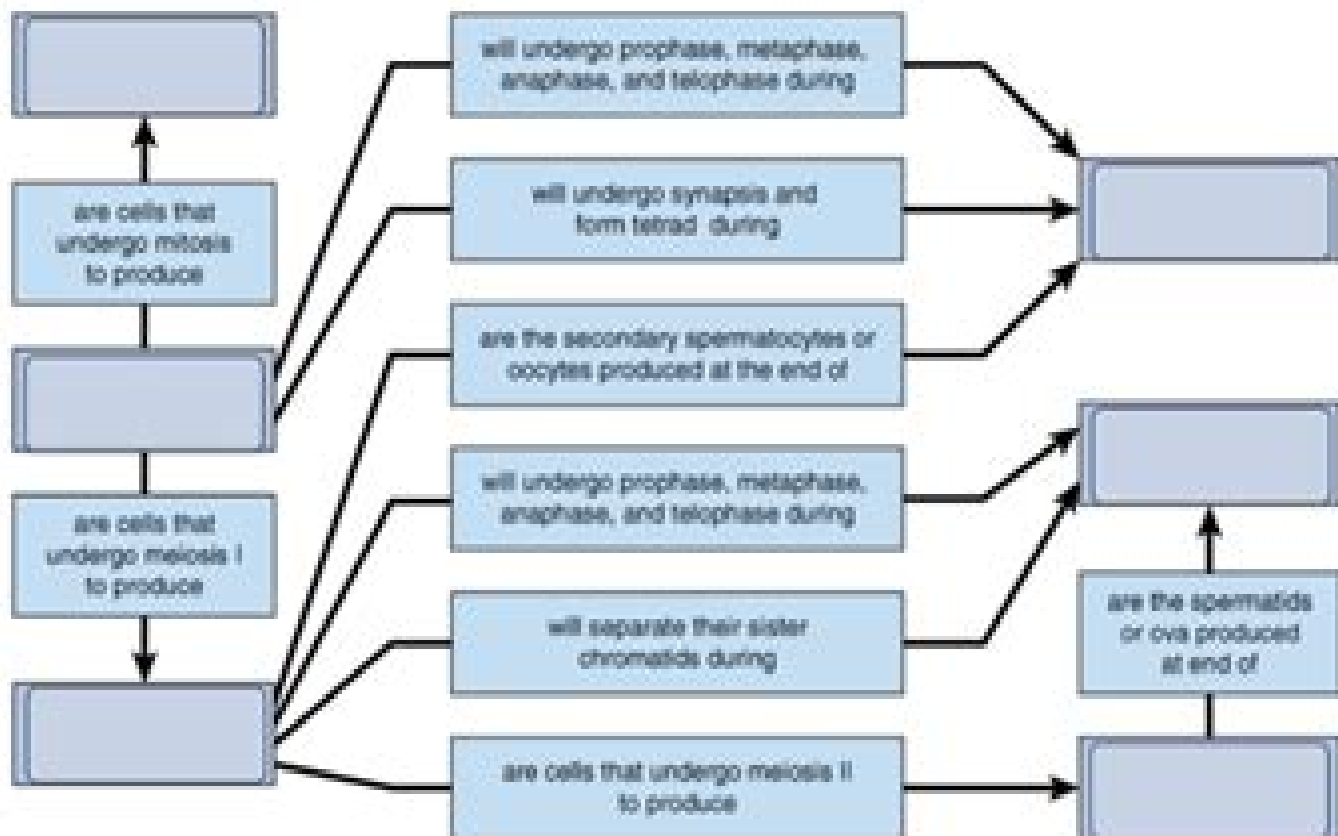 will undergo prophase, metaphase,
anaphase, and telophase during
are cells that
undergo mitosis
to produce
will undergo synapsis and
form tetrad during
are the secondary spermatocytes or
oocytes produced at the end of
will undergo prophase, metaphase,
anaphase, and telophase during
are cells that
undergo meiosis I
to produce
will separate their sister
chromatids during
are the spermatids
or ova produced
at end of
are cells that undergo meiosis II
to produce